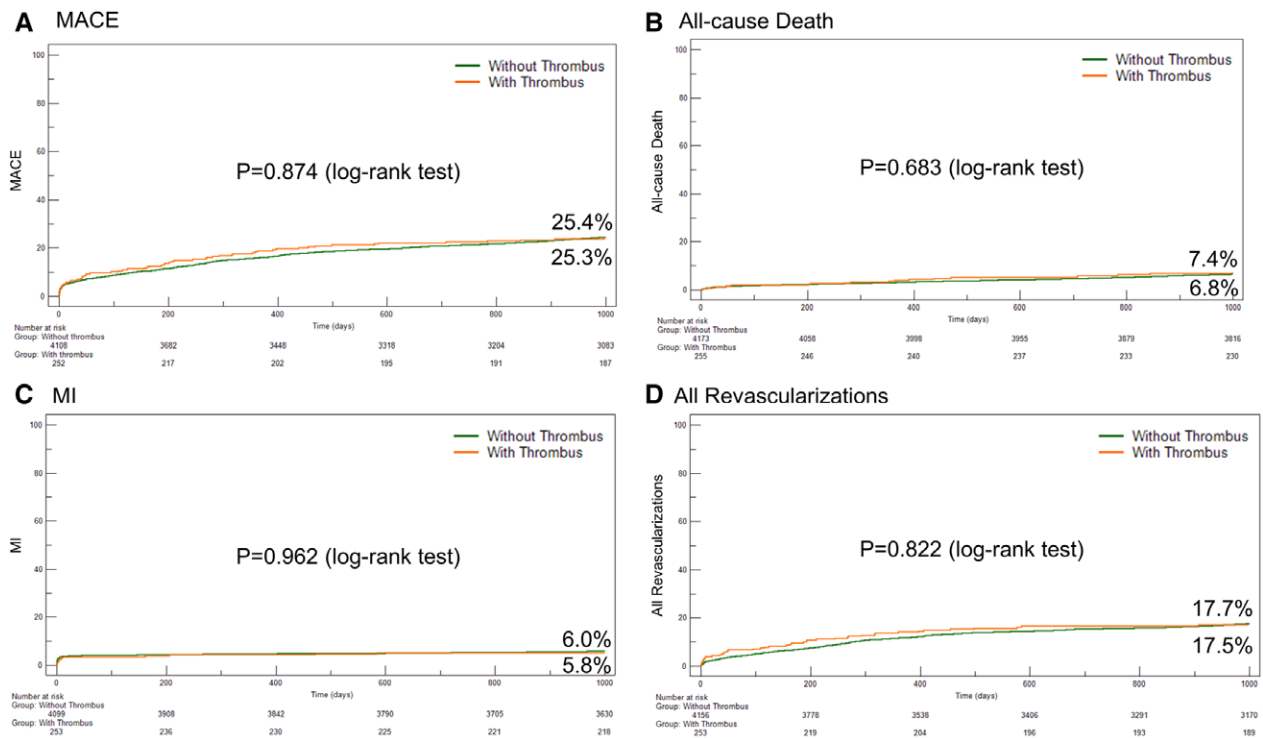 A MACE
100
80
60
40
20
0
MACE
Without Thrombus
With Thrombus
P=0.874 (log-rank test)
25.4%
25.3%
0 200 400 600 800 1000
Time (days)
Number at risk
Group: Without thrombus
4108 3682 3448 3318 3204 3083
Group: With thrombus
252 217 202 195 191 187
B All-cause Death
100
80
60
40
20
0
All-cause Death
Without Thrombus
With Thrombus
P=0.683 (log-rank test)
7.4%
6.8%
0 200 400 600 800 1000
Time (days)
Number at risk
Group: Without Thrombus
4173 4058 3998 3955 3879 3816
Group: With Thrombus
255 246 240 237 233 230
C MI
100
80
60
40
20
0
MI
Without Thrombus
With Thrombus
P=0.962 (log-rank test)
6.0%
5.8%
0 200 400 600 800 1000
Time (days)
Number at risk
Group: Without Thrombus
4099 3908 3842 3790 3705 3630
Group: With Thrombus
253 236 230 225 221 218
D All Revascularizations
100
80
60
40
20
0
All Revascularizations
Without Thrombus
With Thrombus
P=0.822 (log-rank test)
17.7%
17.5%
0 200 400 600 800 1000
Time (days)
Number at risk
Group: Without Thrombus
4156 3778 3538 3406 3291 3170
Group: With Thrombus
253 219 204 196 193 189